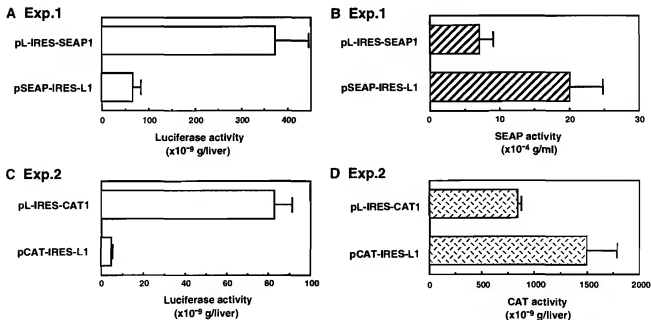 A Exp.1
pL-IRES-SEAP1
pSEAP-IRES-L1
0 100 200 300 400
Luciferase activity
(x10-9 g/liver)
B Exp.1
pL-IRES-SEAP1
pSEAP-IRES-L1
0 10 20 30
SEAP activity
(x10-4 g/ml)
C Exp.2
pL-IRES-CAT1
pCAT-IRES-L1
0 20 40 60 80 100
Luciferase activity
(x10-9 g/liver)
D Exp.2
pL-IRES-CAT1
pCAT-IRES-L1
0 500 1000 1500 2000
CAT activity
(x10-9 g/liver)